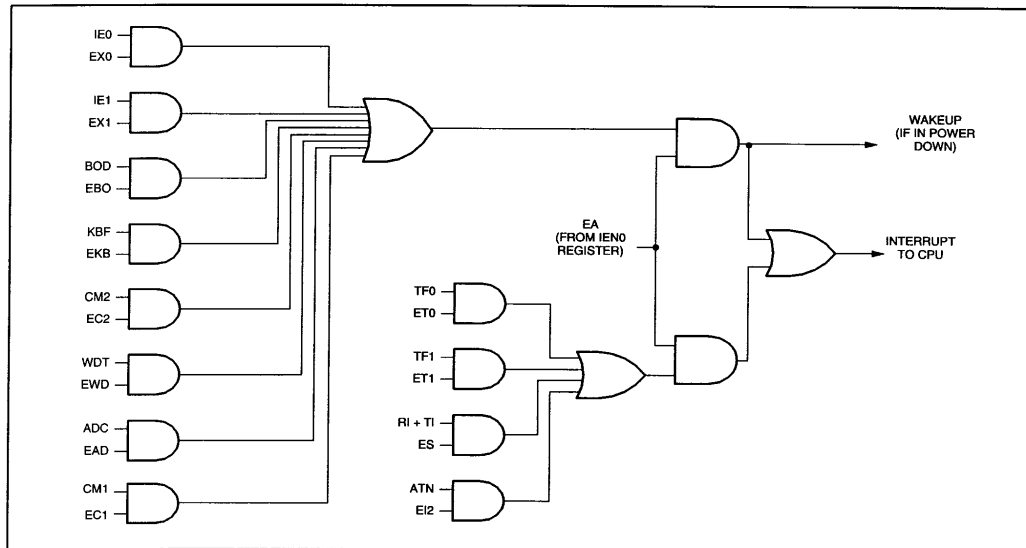 IE0
EX0
IE1
EX1
BOD
EBO
KBF
EKB
CM2
EC2
WDT
EWD
ADC
EAD
CM1
EC1
EA
(FROM IEN0
REGISTER)
TF0
ET0
TF1
ET1
RI + TI
ES
ATN
EI2
WAKEUP
(IF IN POWER
DOWN)
INTERRUPT
TO CPU